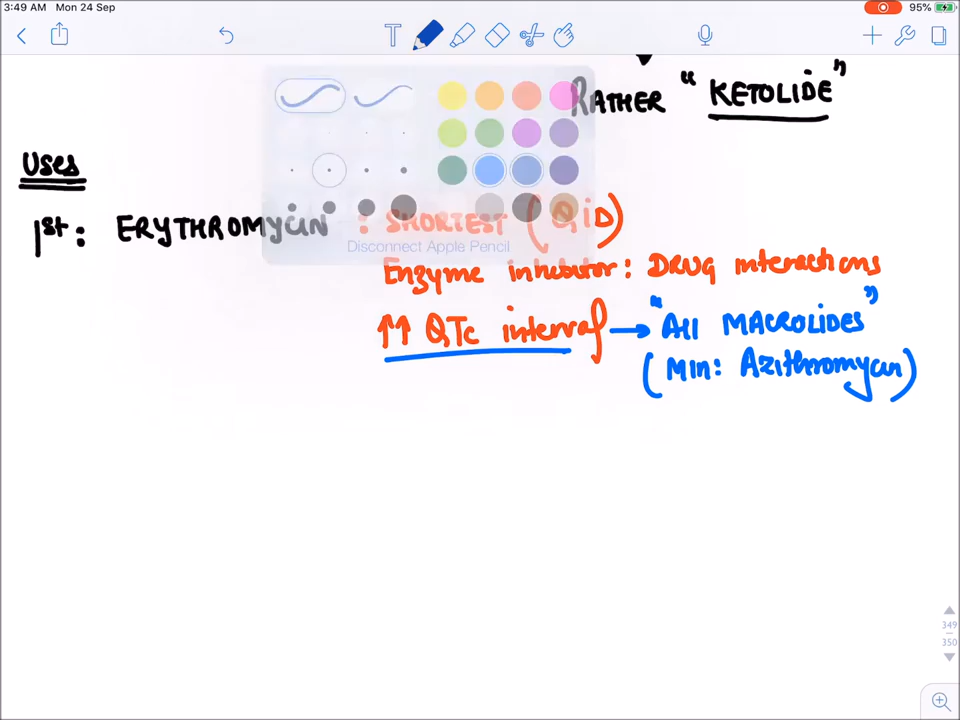 3:49 AM Mon 24 Sep
95%
RATHER "KETOLIDE"
Uses
1st: ERYTHROMYCIN : SHORTEST (QID)
Disconnect Apple Pencil
Enzyme inhibitor: DRUG interactions
↑↑ QTc interval → "All MACROLIDES"
(Min: Azithromycin)
349
350